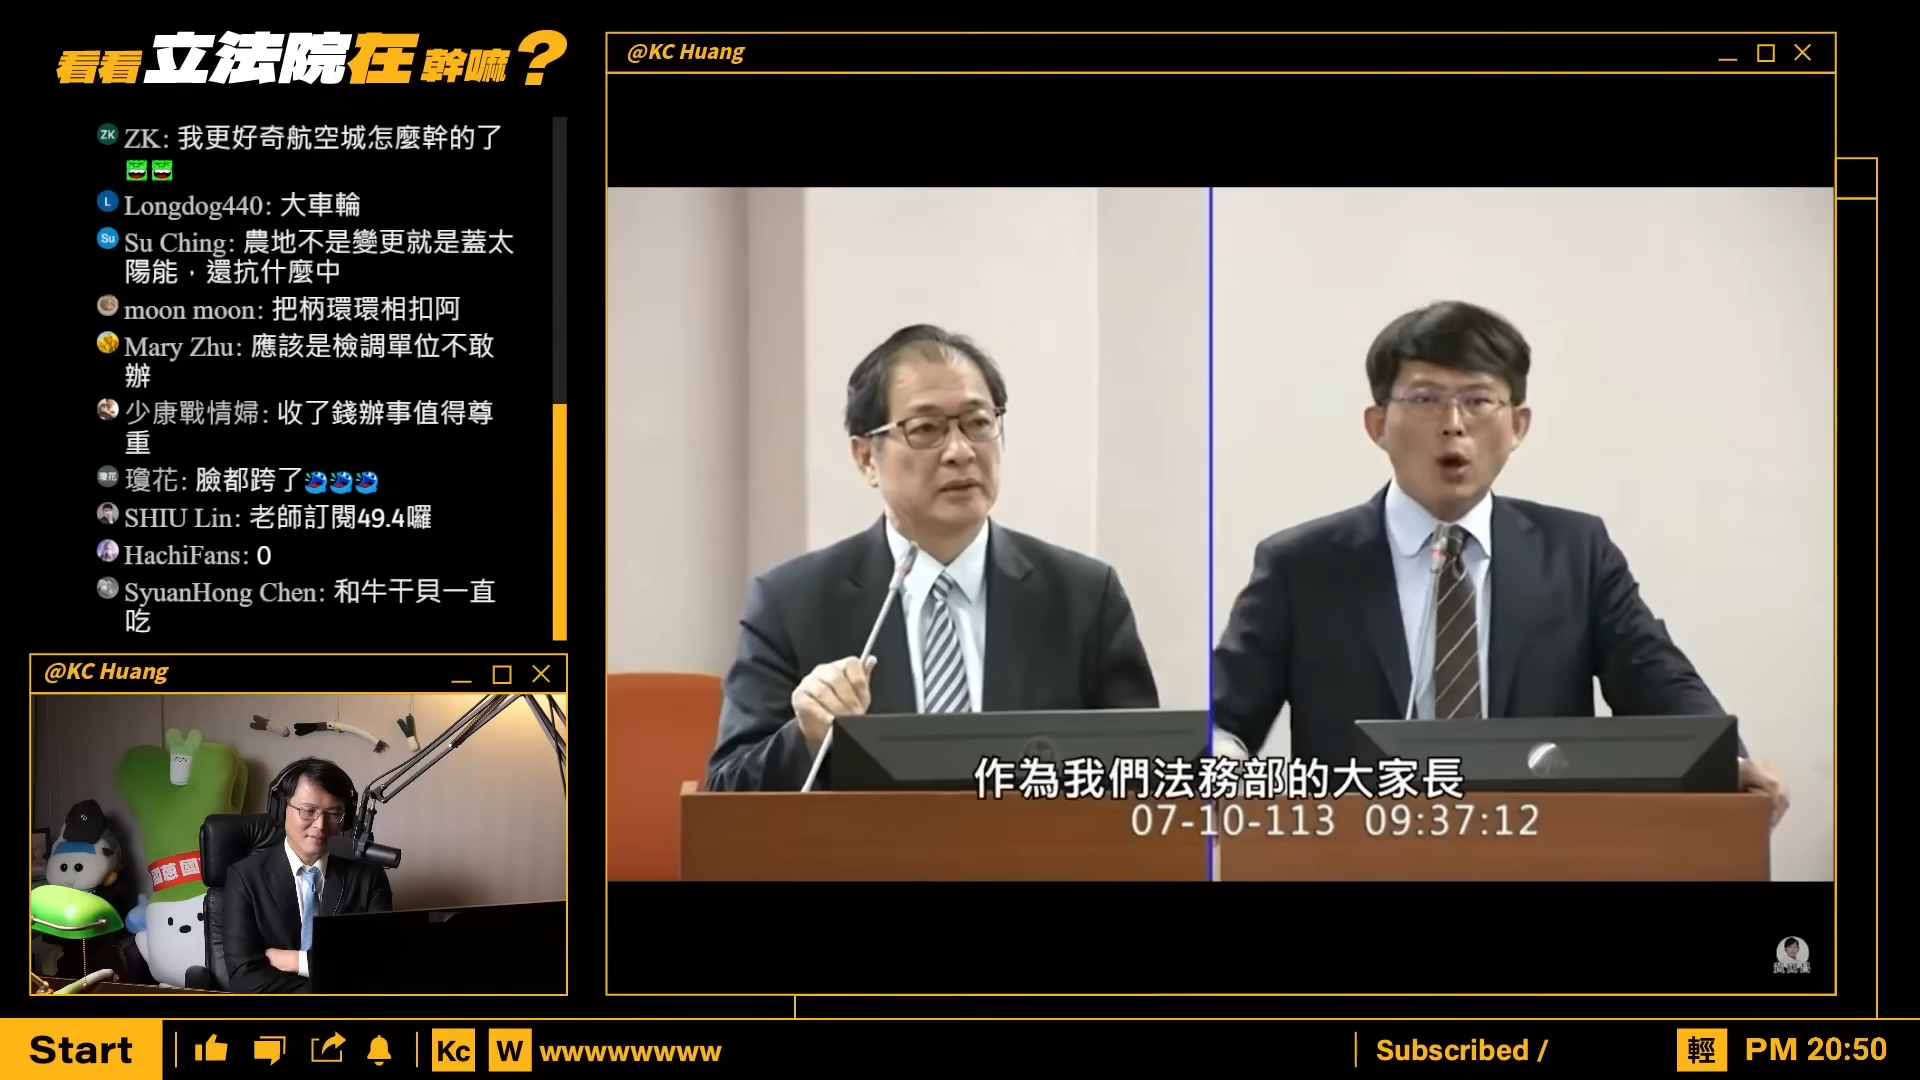 看看立法院在幹嘛?
ZK: 我更好奇航空城怎麼幹的了
Longdog440: 大車輪
Su Ching: 農地不是變更就是蓋太
陽能，還抗什麼中
moon moon: 把柄環環相扣阿
Mary Zhu: 應該是檢調單位不敢
辦
少康戰情婦: 收了錢辦事值得尊
重
瓊花: 臉都跨了
SHIU Lin: 老師訂閱49.4囉
HachiFans: 0
SyuanHong Chen: 和牛干貝一直
吃
@KC Huang
@KC Huang
作為我們法務部的大家長
07-10-113 09:37:12
Start
Kc W wwwwwwwww
Subscribed /
輕 PM 20:50